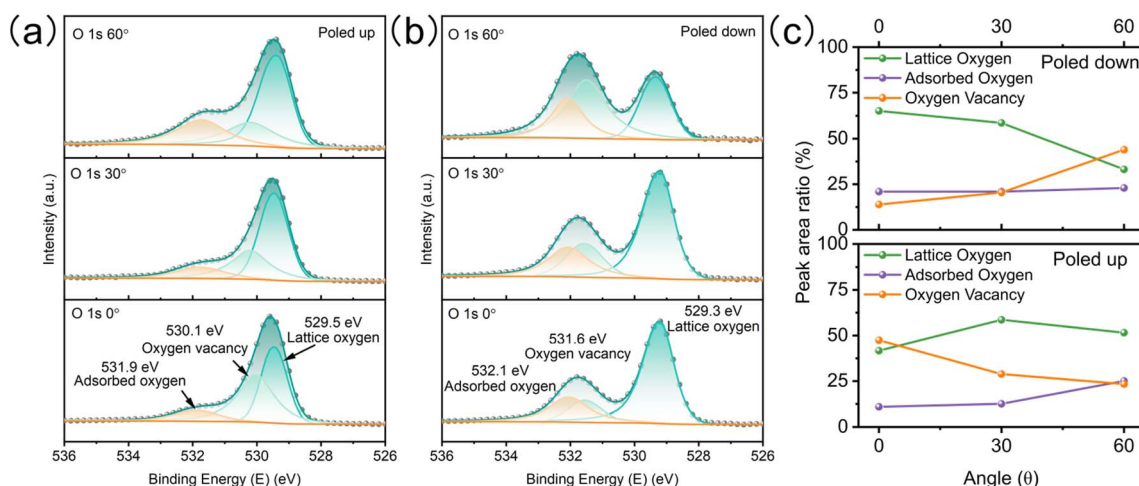 (a)
O 1s 60°
Poled up
O 1s 30°
O 1s 0°
530.1 eV
Oxygen vacancy
529.5 eV
Lattice oxygen
531.9 eV
Adsorbed oxygen
Intensity (a.u.)
536 534 532 530 528 526
Binding Energy (E) (eV)
(b)
O 1s 60°
Poled down
O 1s 30°
O 1s 0°
529.3 eV
Lattice oxygen
531.6 eV
Oxygen vacancy
532.1 eV
Adsorbed oxygen
Intensity (a.u.)
536 534 532 530 528 526
Binding Energy (E) (eV)
(c)
0 30 60
100
75
50
25
0
Lattice Oxygen
Adsorbed Oxygen
Oxygen Vacancy
Poled down
Peak area ratio (%)
100
75
50
25
0
Lattice Oxygen
Adsorbed Oxygen
Oxygen Vacancy
Poled up
0 30 60
Angle (θ)